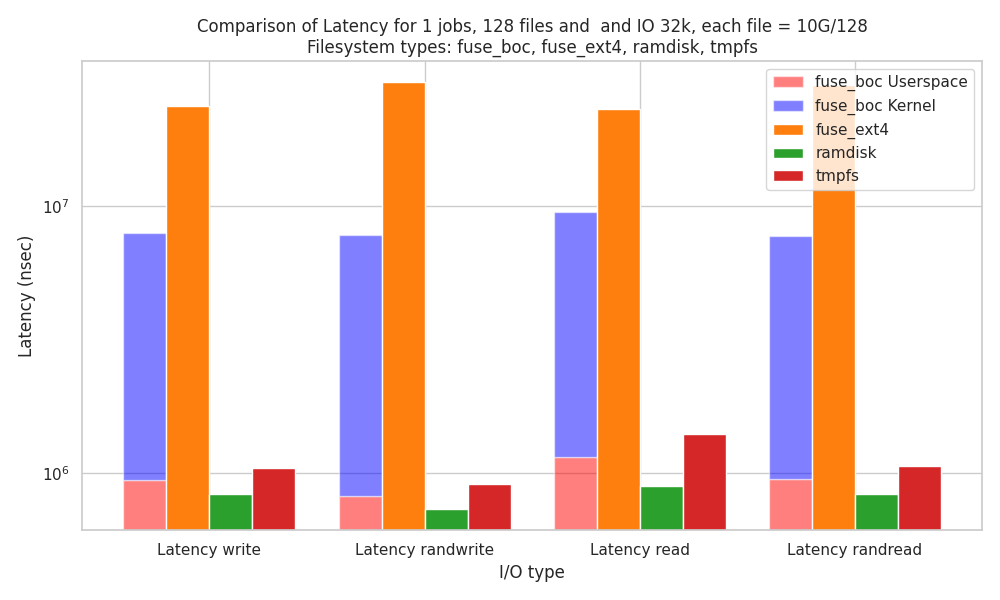 Comparison of Latency for 1 jobs, 128 files and  and IO 32k, each file = 10G/128
Filesystem types: fuse_boc, fuse_ext4, ramdisk, tmpfs
fuse_boc Userspace
fuse_boc Kernel
fuse_ext4
ramdisk
tmpfs
Latency (nsec)
10⁷
10⁶
Latency write
Latency randwrite
Latency read
Latency randread
I/O type